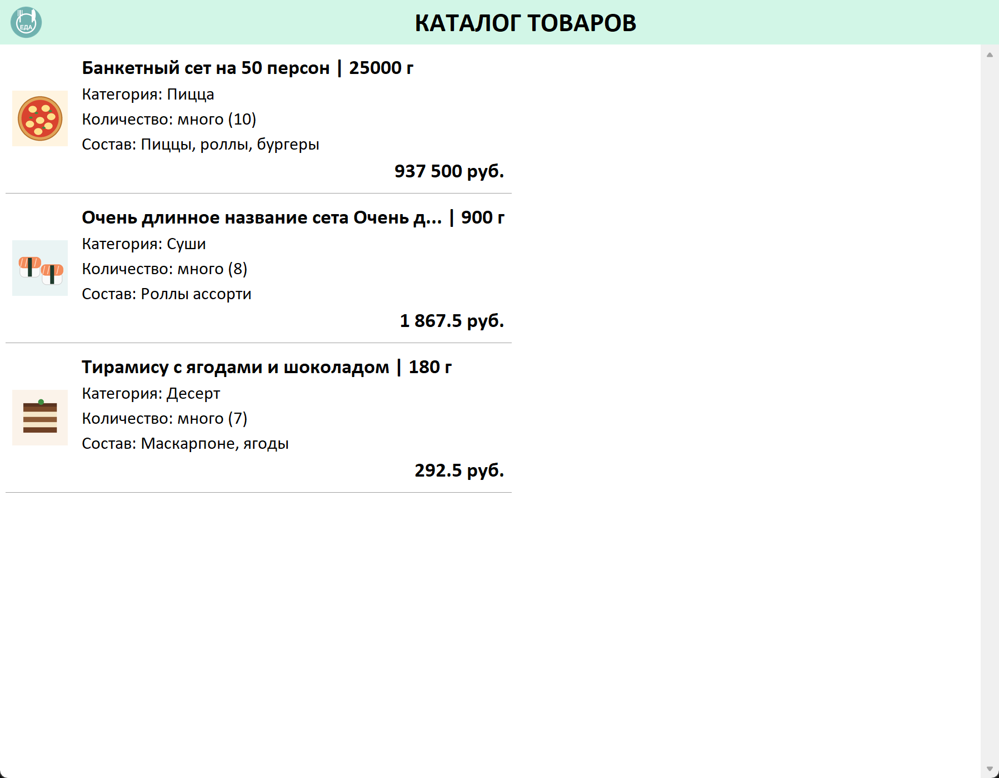 ЕДА
КАТАЛОГ ТОВАРОВ
Банкетный сет на 50 персон | 25000 г
Категория: Пицца
Количество: много (10)
Состав: Пиццы, роллы, бургеры
937 500 руб.
Очень длинное название сета Очень д... | 900 г
Категория: Суши
Количество: много (8)
Состав: Роллы ассорти
1 867.5 руб.
Тирамису с ягодами и шоколадом | 180 г
Категория: Десерт
Количество: много (7)
Состав: Маскарпоне, ягоды
292.5 руб.